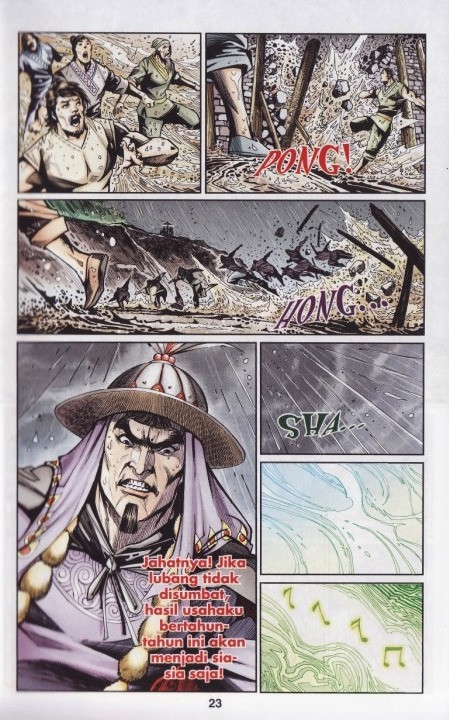 PONG!
HONG...
SHA...
Jahatnya! Jika
lubang tidak
disumbat,
hasil usahaku
bertahun-
tahun ini akan
menjadi sia-
sia saja!
23